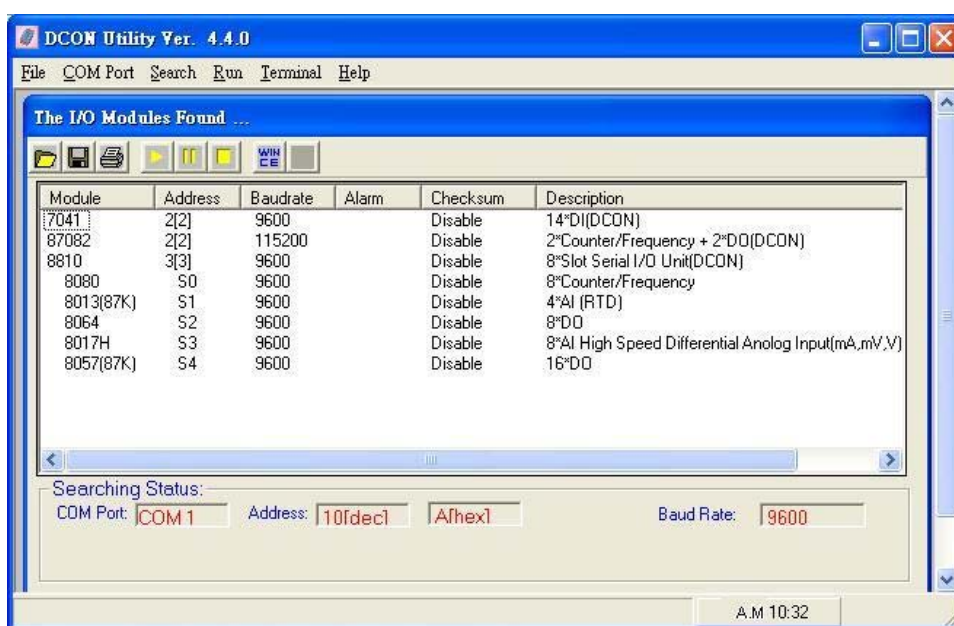 DCON Utility Ver. 4.4.0
File COM Port Search Run Terminal Help
The I/O Modules Found ...
WIN CE
Module Address Baudrate Alarm Checksum Description
7041 2[2] 9600 Disable 14*DI(DCON)
87082 2[2] 115200 Disable 2*Counter/Frequency + 2*DO(DCON)
8810 3[3] 9600 Disable 8*Slot Serial I/O Unit(DCON)
8080 S0 9600 Disable 8*Counter/Frequency
8013(87K) S1 9600 Disable 4*AI (RTD)
8064 S2 9600 Disable 8*DO
8017H S3 9600 Disable 8*AI High Speed Differential Anolog Input(mA,mV,V)
8057(87K) S4 9600 Disable 16*DO
Searching Status:
COM Port: COM 1 Address: 10[dec] A[hex] Baud Rate: 9600
A.M 10:32